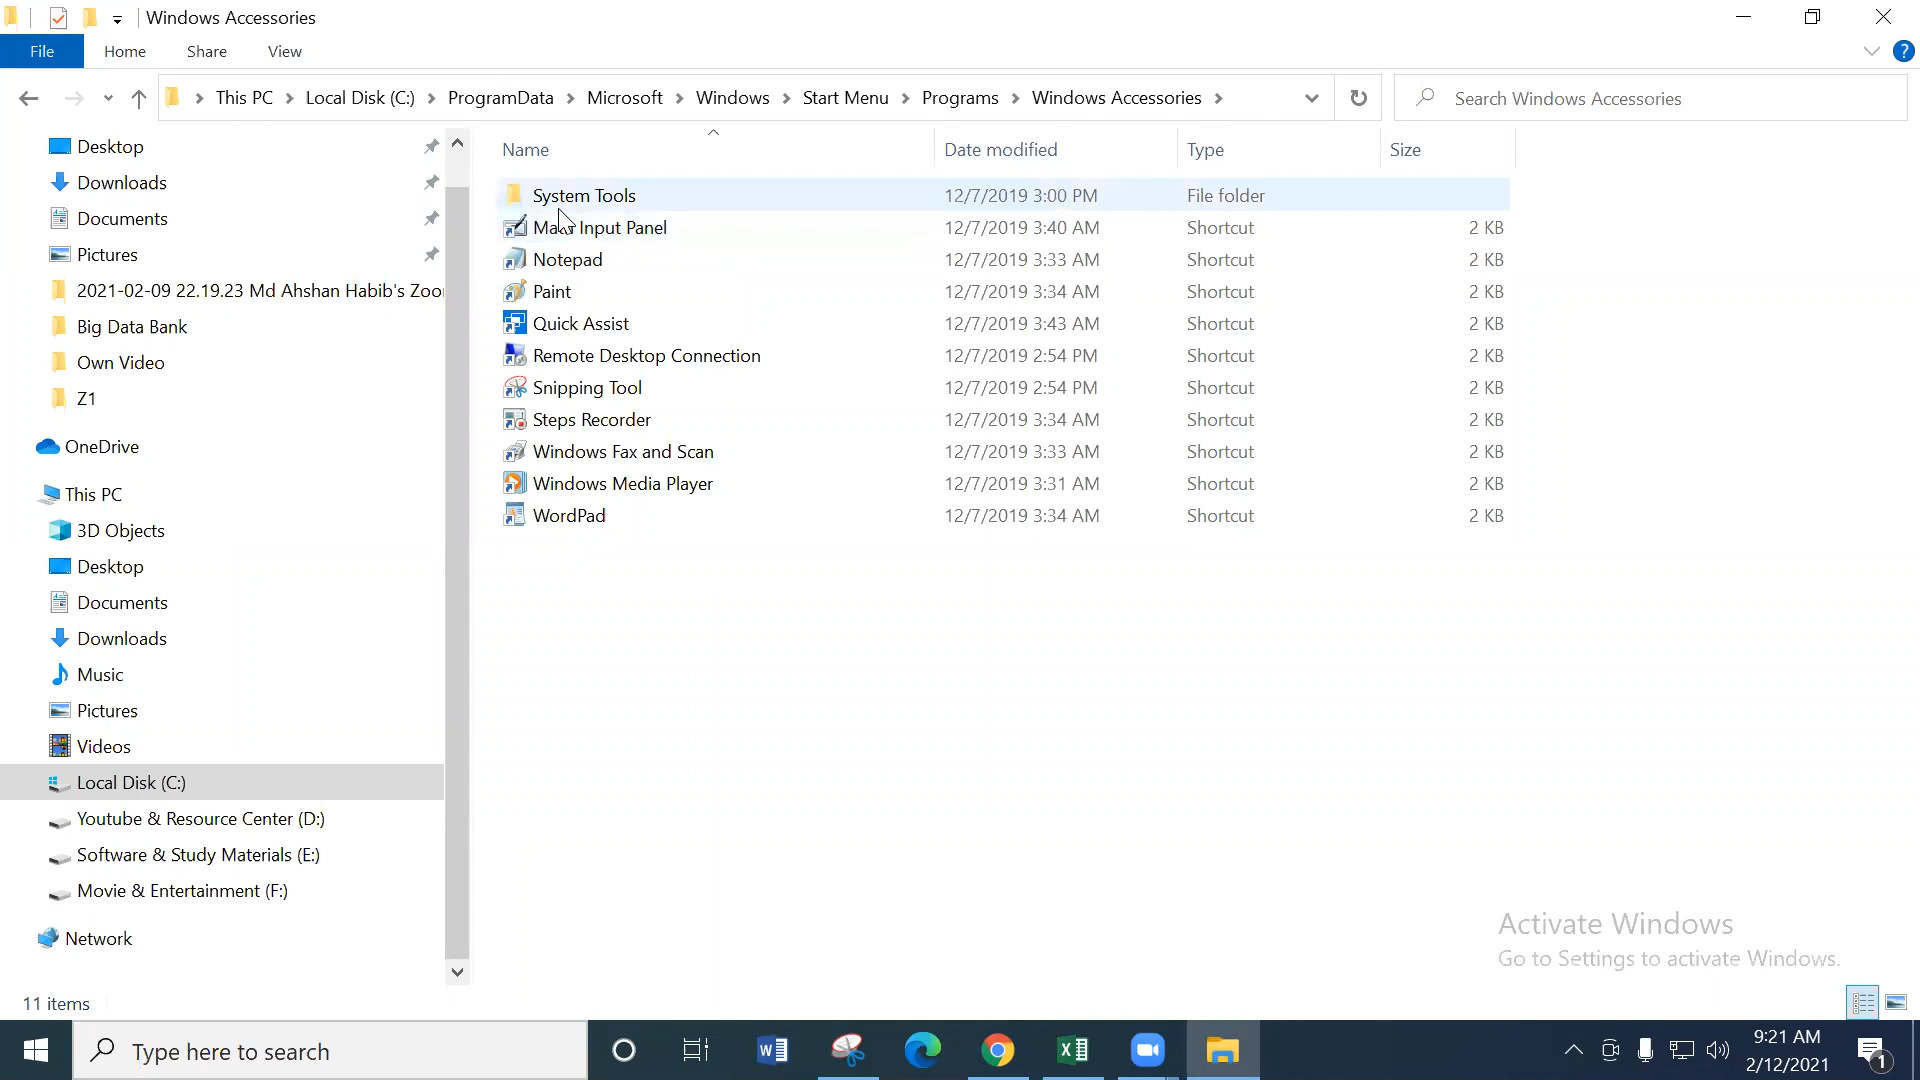 Windows Accessories
File Home Share View
This PC Local Disk (C:) ProgramData Microsoft Windows Start Menu Programs Windows Accessories
Search Windows Accessories
Desktop
Downloads
Documents
Pictures
2021-02-09 22.19.23 Md Ahshan Habib's Zoo
Big Data Bank
Own Video
Z1
OneDrive
This PC
3D Objects
Desktop
Documents
Downloads
Music
Pictures
Videos
Local Disk (C:)
Youtube & Resource Center (D:)
Software & Study Materials (E:)
Movie & Entertainment (F:)
Network
Name Date modified Type Size
System Tools 12/7/2019 3:00 PM File folder
Math Input Panel 12/7/2019 3:40 AM Shortcut 2 KB
Notepad 12/7/2019 3:33 AM Shortcut 2 KB
Paint 12/7/2019 3:34 AM Shortcut 2 KB
Quick Assist 12/7/2019 3:43 AM Shortcut 2 KB
Remote Desktop Connection 12/7/2019 2:54 PM Shortcut 2 KB
Snipping Tool 12/7/2019 2:54 PM Shortcut 2 KB
Steps Recorder 12/7/2019 3:34 AM Shortcut 2 KB
Windows Fax and Scan 12/7/2019 3:33 AM Shortcut 2 KB
Windows Media Player 12/7/2019 3:31 AM Shortcut 2 KB
WordPad 12/7/2019 3:34 AM Shortcut 2 KB
Activate Windows
Go to Settings to activate Windows.
11 items
Type here to search
9:21 AM
2/12/2021
1